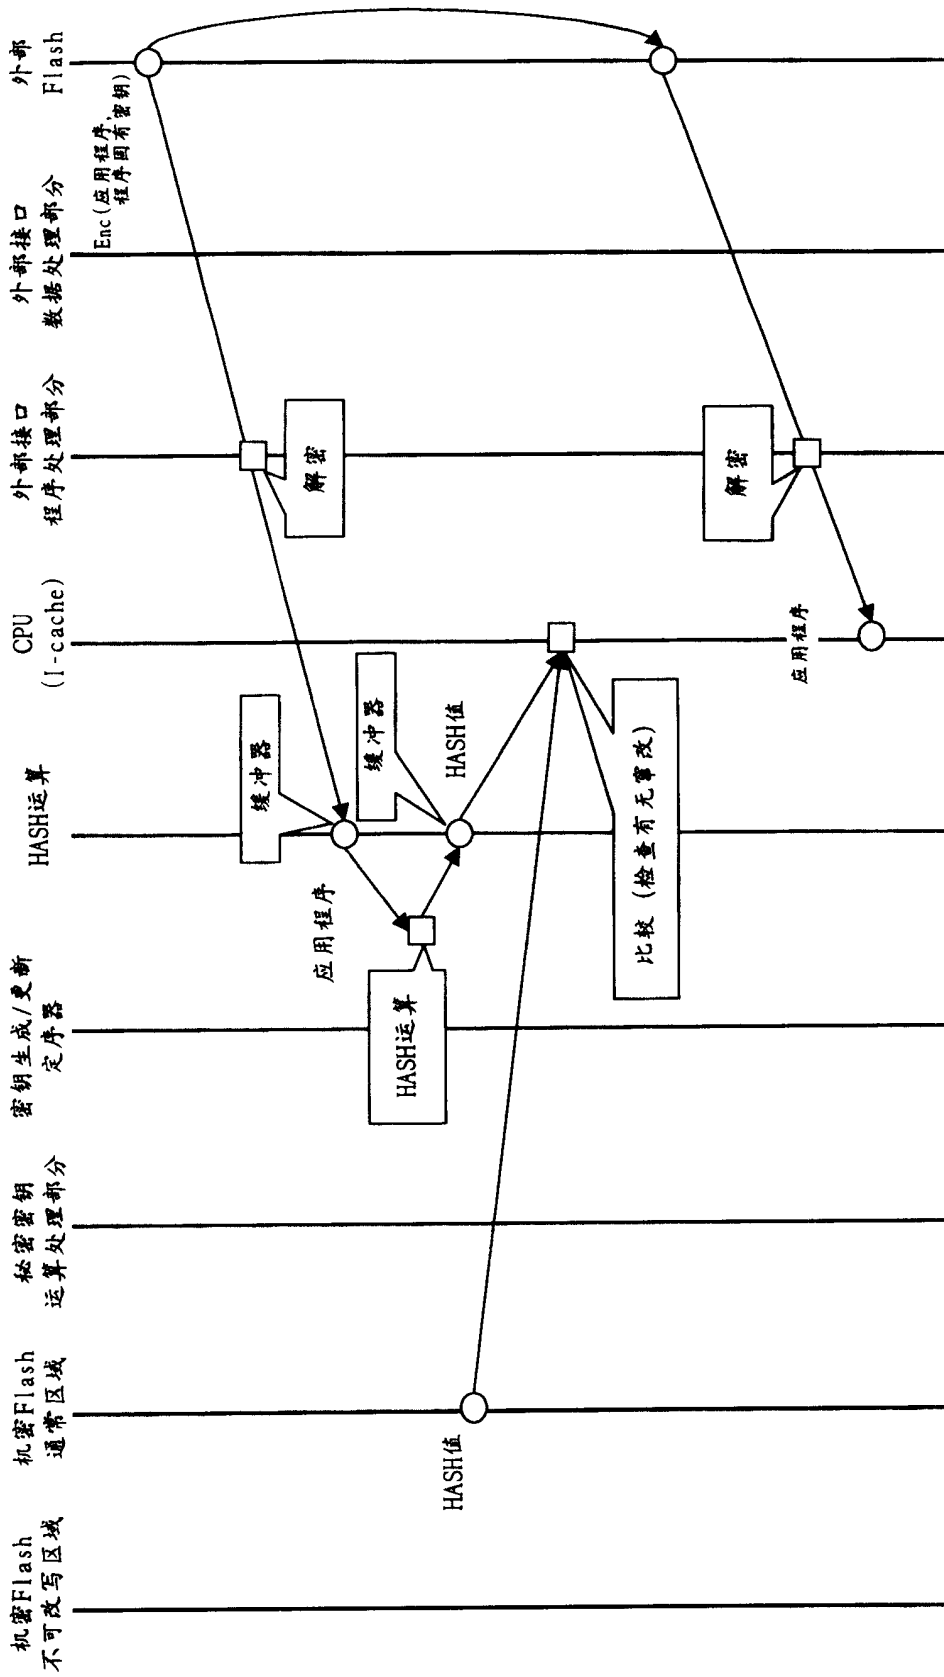 机密Flash
不可改写区域
机密Flash
通常区域
秘密密钥
运算处理部分
密钥生成/更新
定序器
HASH运算
CPU
(I-cache)
外部接口
程序处理部分
外部接口
数据处理部分
外部
Flash
Enc(应用程序,
程序固有密钥)
解密
缓冲器
应用程序
HASH运算
缓冲器
HASH值
HASH值
比较(检查有无窜改)
解密
应用程序